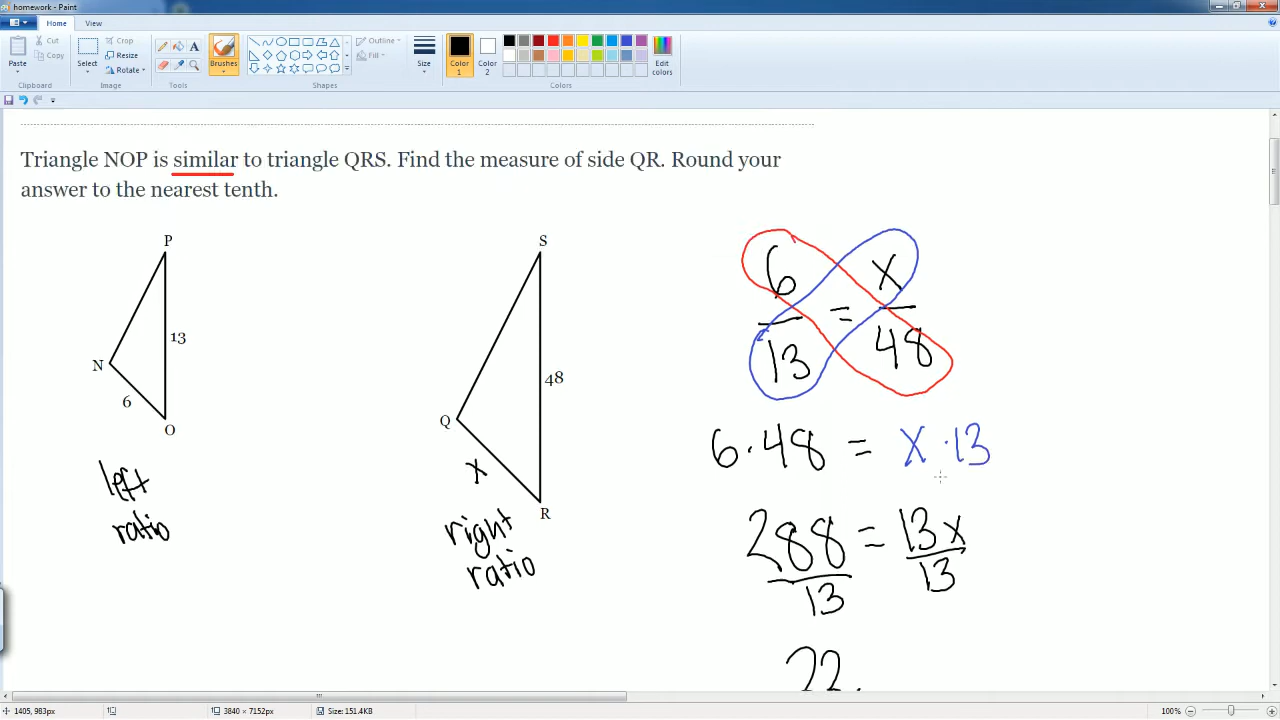 homework - Paint
Home View
Cut
Copy
Paste
Clipboard
Select
Crop
Resize
Rotate
Image
A
Tools
Brushes
Outline
Fill
Shapes
Size
Color 1
Color 2
Edit colors
Colors
Triangle NOP is similar to triangle QRS. Find the measure of side QR. Round your
answer to the nearest tenth.
P
13
N
6
O
left
ratio
S
48
Q
x
R
right
ratio
6/13 = x/48
6·48 = x·13
288/13 = 13x/13
22.
1405, 983px
3840 × 7152px
Size: 151.4KB
100%